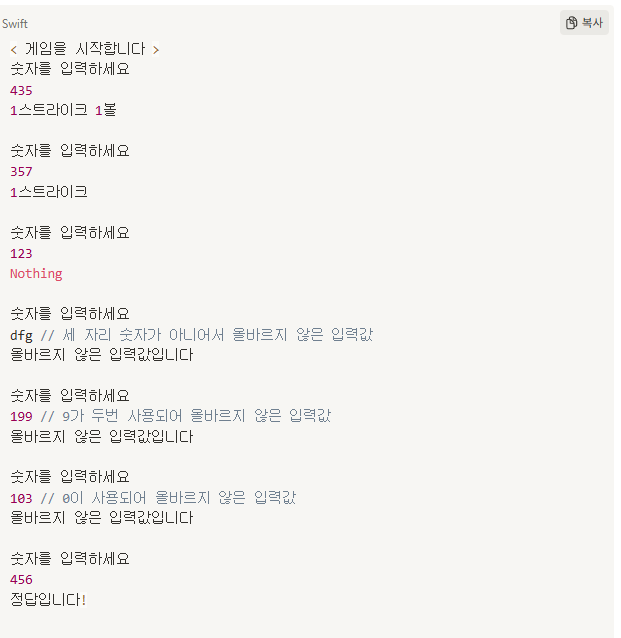 Swift
복사
< 게임을 시작합니다 >
숫자를 입력하세요
435
1스트라이크 1볼
숫자를 입력하세요
357
1스트라이크
숫자를 입력하세요
123
Nothing
숫자를 입력하세요
dfg // 세 자리 숫자가 아니어서 올바르지 않은 입력값
올바르지 않은 입력값입니다
숫자를 입력하세요
199 // 9가 두번 사용되어 올바르지 않은 입력값
올바르지 않은 입력값입니다
숫자를 입력하세요
103 // 0이 사용되어 올바르지 않은 입력값
올바르지 않은 입력값입니다
숫자를 입력하세요
456
정답입니다!